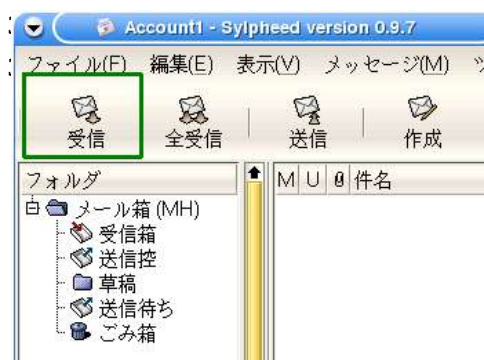 Account1 - Sylpheed version 0.9.7
ファイル(F) 編集(E) 表示(V) メッセージ(M) ツ
受信 全受信 送信 作成
フォルダ M U 件名
メール箱 (MH)
受信箱
送信控
草稿
送信待ち
ごみ箱